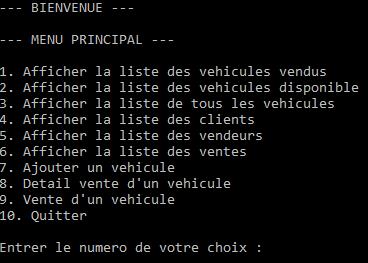 --- BIENVENUE ---
--- MENU PRINCIPAL ---
1. Afficher la liste des vehicules vendus
2. Afficher la liste des vehicules disponible
3. Afficher la liste de tous les vehicules
4. Afficher la liste des clients
5. Afficher la liste des vendeurs
6. Afficher la liste des ventes
7. Ajouter un vehicule
8. Detail vente d'un vehicule
9. Vente d'un vehicule
10. Quitter
Entrer le numero de votre choix :